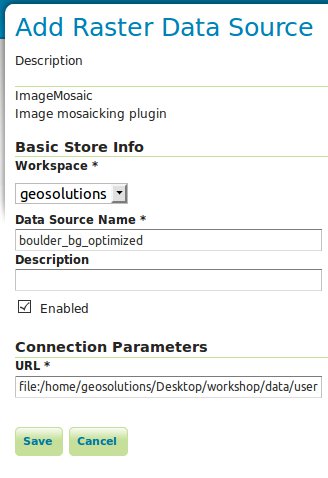 Add Raster Data Source
Description
ImageMosaic
Image mosaicking plugin
Basic Store Info
Workspace *
geosolutions
Data Source Name *
boulder_bg_optimized
Description
Enabled
Connection Parameters
URL *
file:/home/geosolutions/Desktop/workshop/data/user
Save Cancel